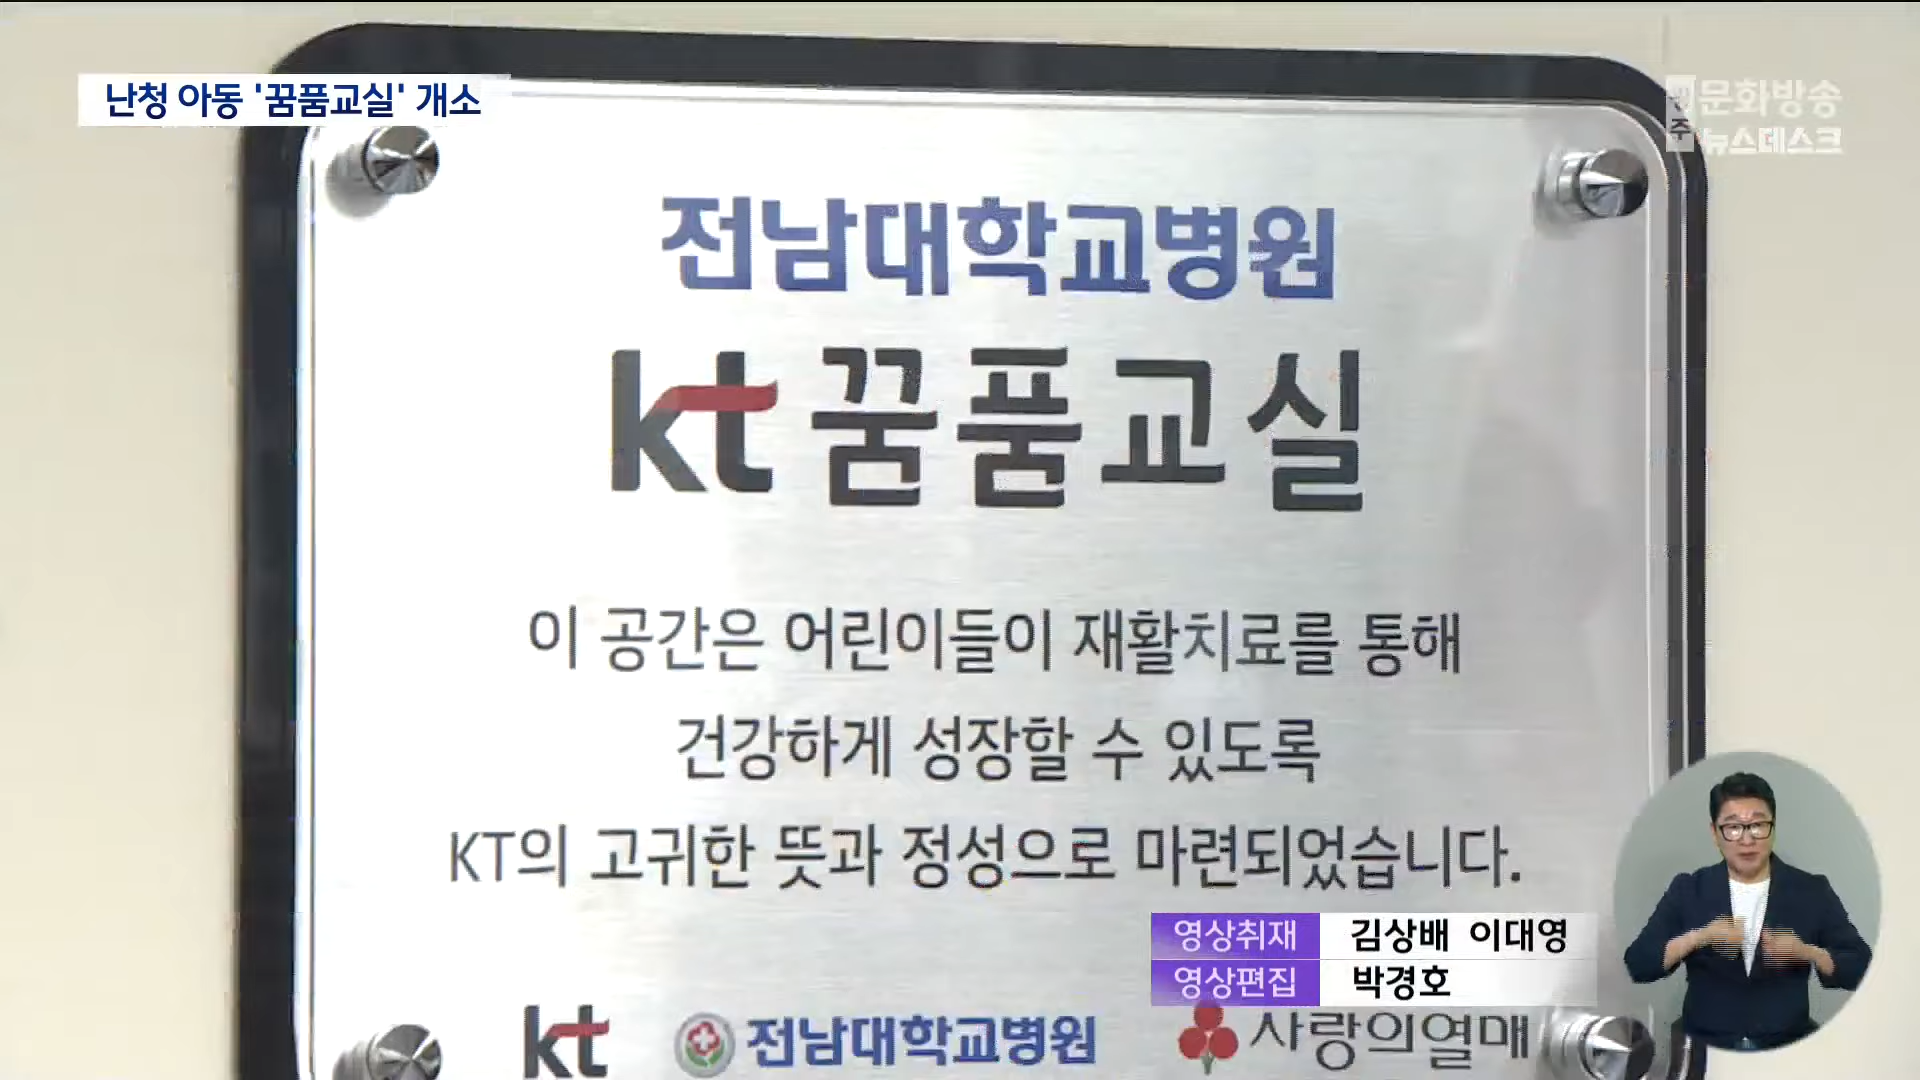 난청 아동 '꿈품교실' 개소
광주
문화방송
뉴스데스크
전남대학교병원
kt 꿈품교실
이 공간은 어린이들이 재활치료를 통해
건강하게 성장할 수 있도록
KT의 고귀한 뜻과 정성으로 마련되었습니다.
영상취재 김상배 이대영
영상편집 박경호
kt 전남대학교병원 사랑의열매